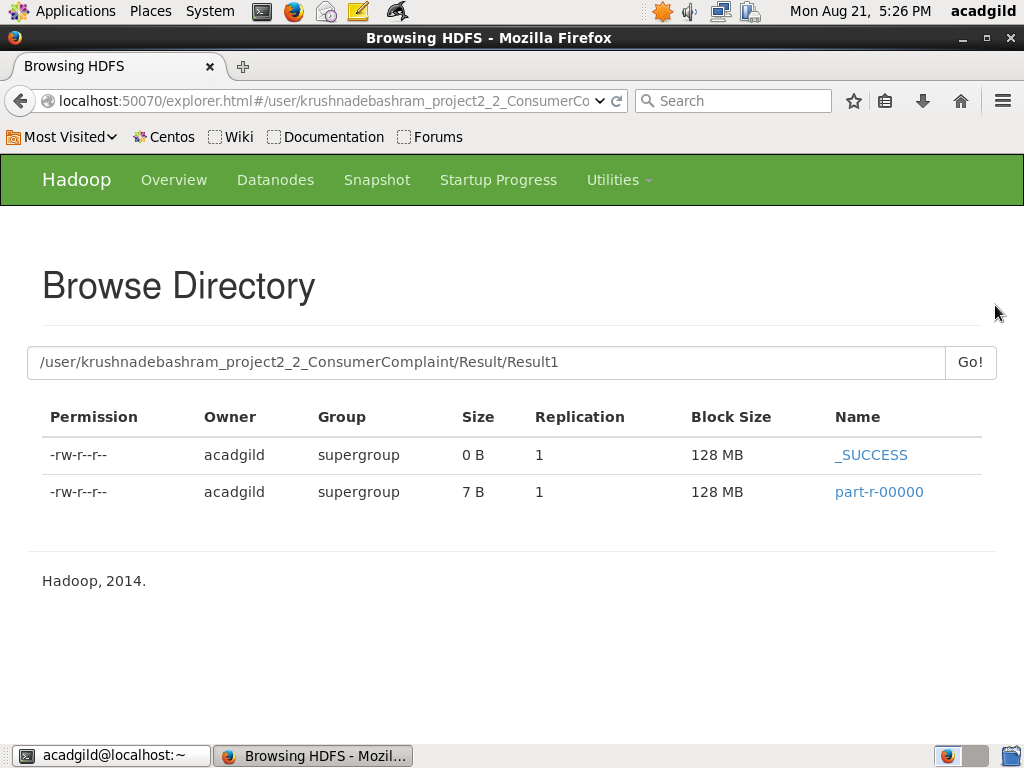 Applications Places System Mon Aug 21, 5:26 PM acadgild
Browsing HDFS - Mozilla Firefox
Browsing HDFS
localhost:50070/explorer.html#/user/krushnadebashram_project2_2_ConsumerCo Search
Most Visited Centos Wiki Documentation Forums
Hadoop Overview Datanodes Snapshot Startup Progress Utilities
Browse Directory
/user/krushnadebashram_project2_2_ConsumerComplaint/Result/Result1 Go!
Permission Owner Group Size Replication Block Size Name
-rw-r--r-- acadgild supergroup 0 B 1 128 MB _SUCCESS
-rw-r--r-- acadgild supergroup 7 B 1 128 MB part-r-00000
Hadoop, 2014.
acadgild@localhost:~ Browsing HDFS - Mozil...